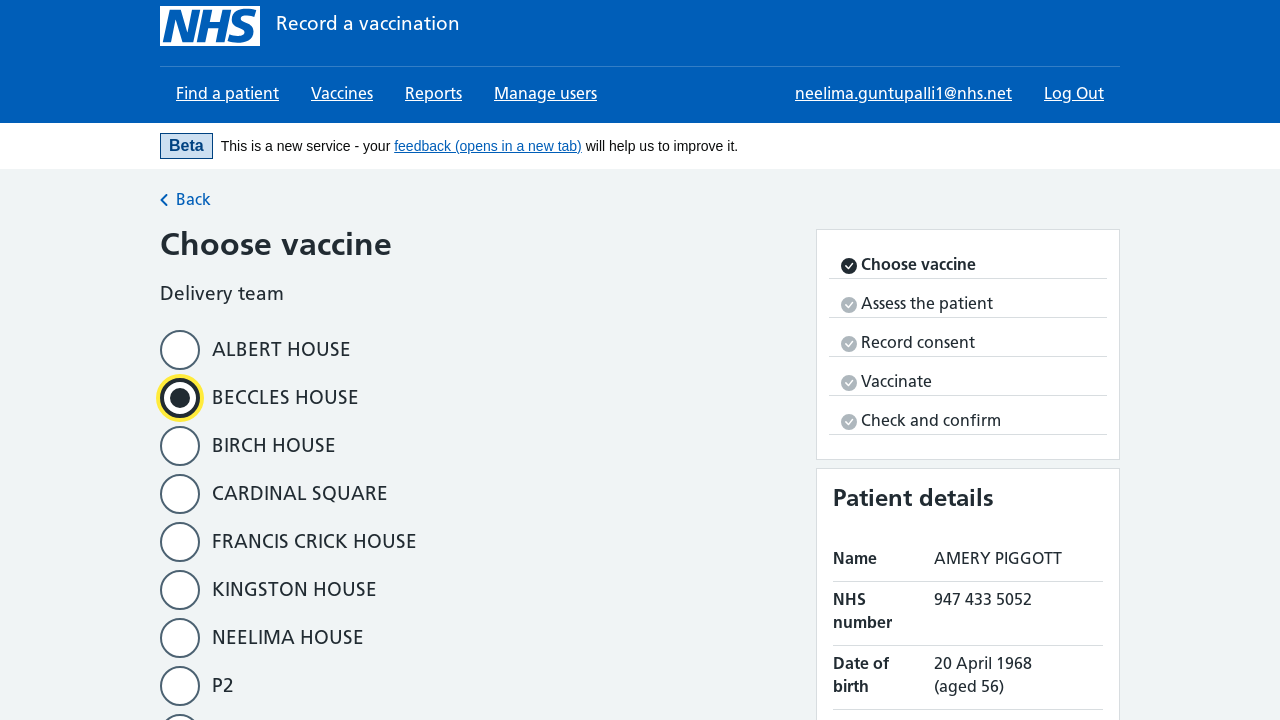 NHS Record a vaccination
Find a patient Vaccines Reports Manage users neelima.guntupalli1@nhs.net Log Out
Beta This is a new service - your feedback (opens in a new tab) will help us to improve it.
Back
Choose vaccine
Delivery team
ALBERT HOUSE
BECCLES HOUSE
BIRCH HOUSE
CARDINAL SQUARE
FRANCIS CRICK HOUSE
KINGSTON HOUSE
NEELIMA HOUSE
P2
Choose vaccine
Assess the patient
Record consent
Vaccinate
Check and confirm
Patient details
Name AMERY PIGGOTT
NHS number 947 433 5052
Date of birth 20 April 1968 (aged 56)